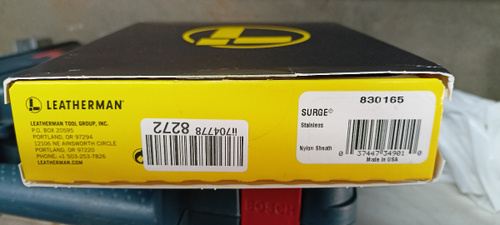 LEATHERMAN
LEATHERMAN TOOL GROUP, INC.
P.O. BOX 20595
PORTLAND, OR 97294
12106 NE AINSWORTH CIRCLE
PORTLAND, OR 97220
PHONE: +1 503-253-7826
LEATHERMAN.COM
8272
830165
SURGE®
Stainless
Nylon Sheath
0 37447 34901 0
Made in USA
BOSCH